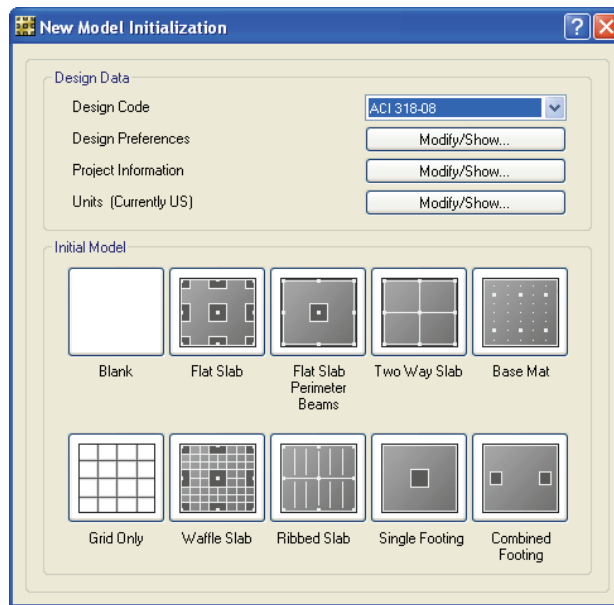 New Model Initialization
Design Data
Design Code
ACI 318-08
Design Preferences
Modify/Show...
Project Information
Modify/Show...
Units (Currently US)
Modify/Show...
Initial Model
Blank
Flat Slab
Flat Slab
Perimeter
Beams
Two Way Slab
Base Mat
Grid Only
Waffle Slab
Ribbed Slab
Single Footing
Combined
Footing